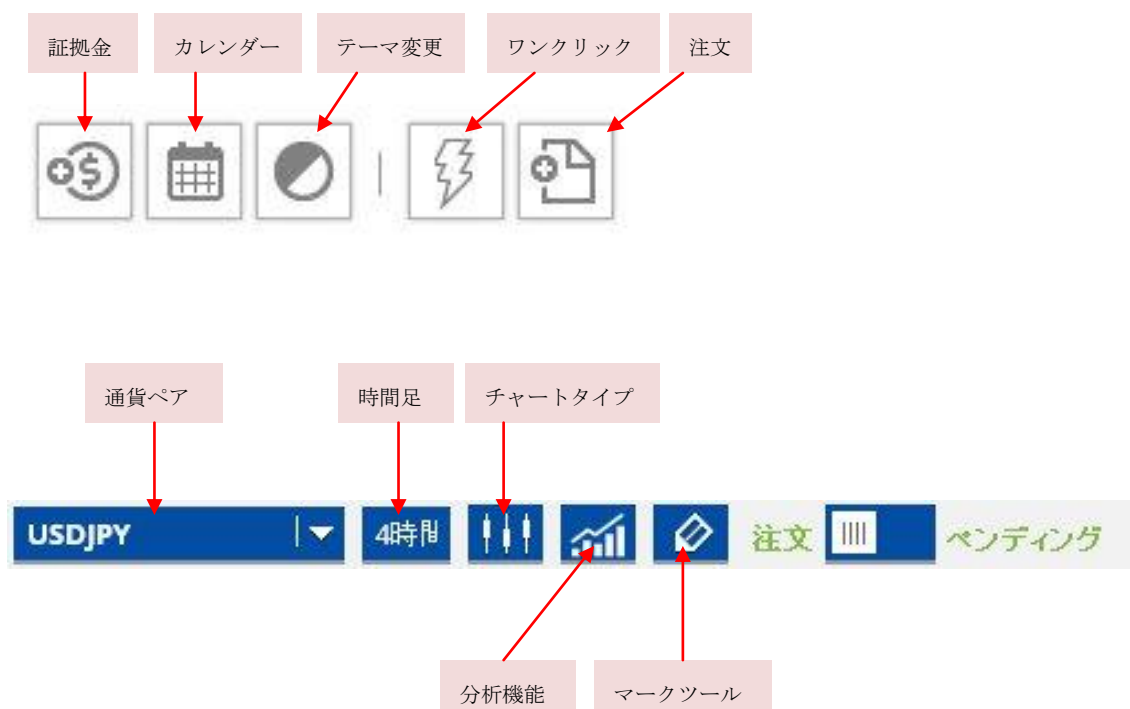 証拠金 カレンダー テーマ変更 ワンクリック 注文
通貨ペア 時間足 チャートタイプ
USDJPY 4時間 注文 ペンディング
分析機能 マークツール